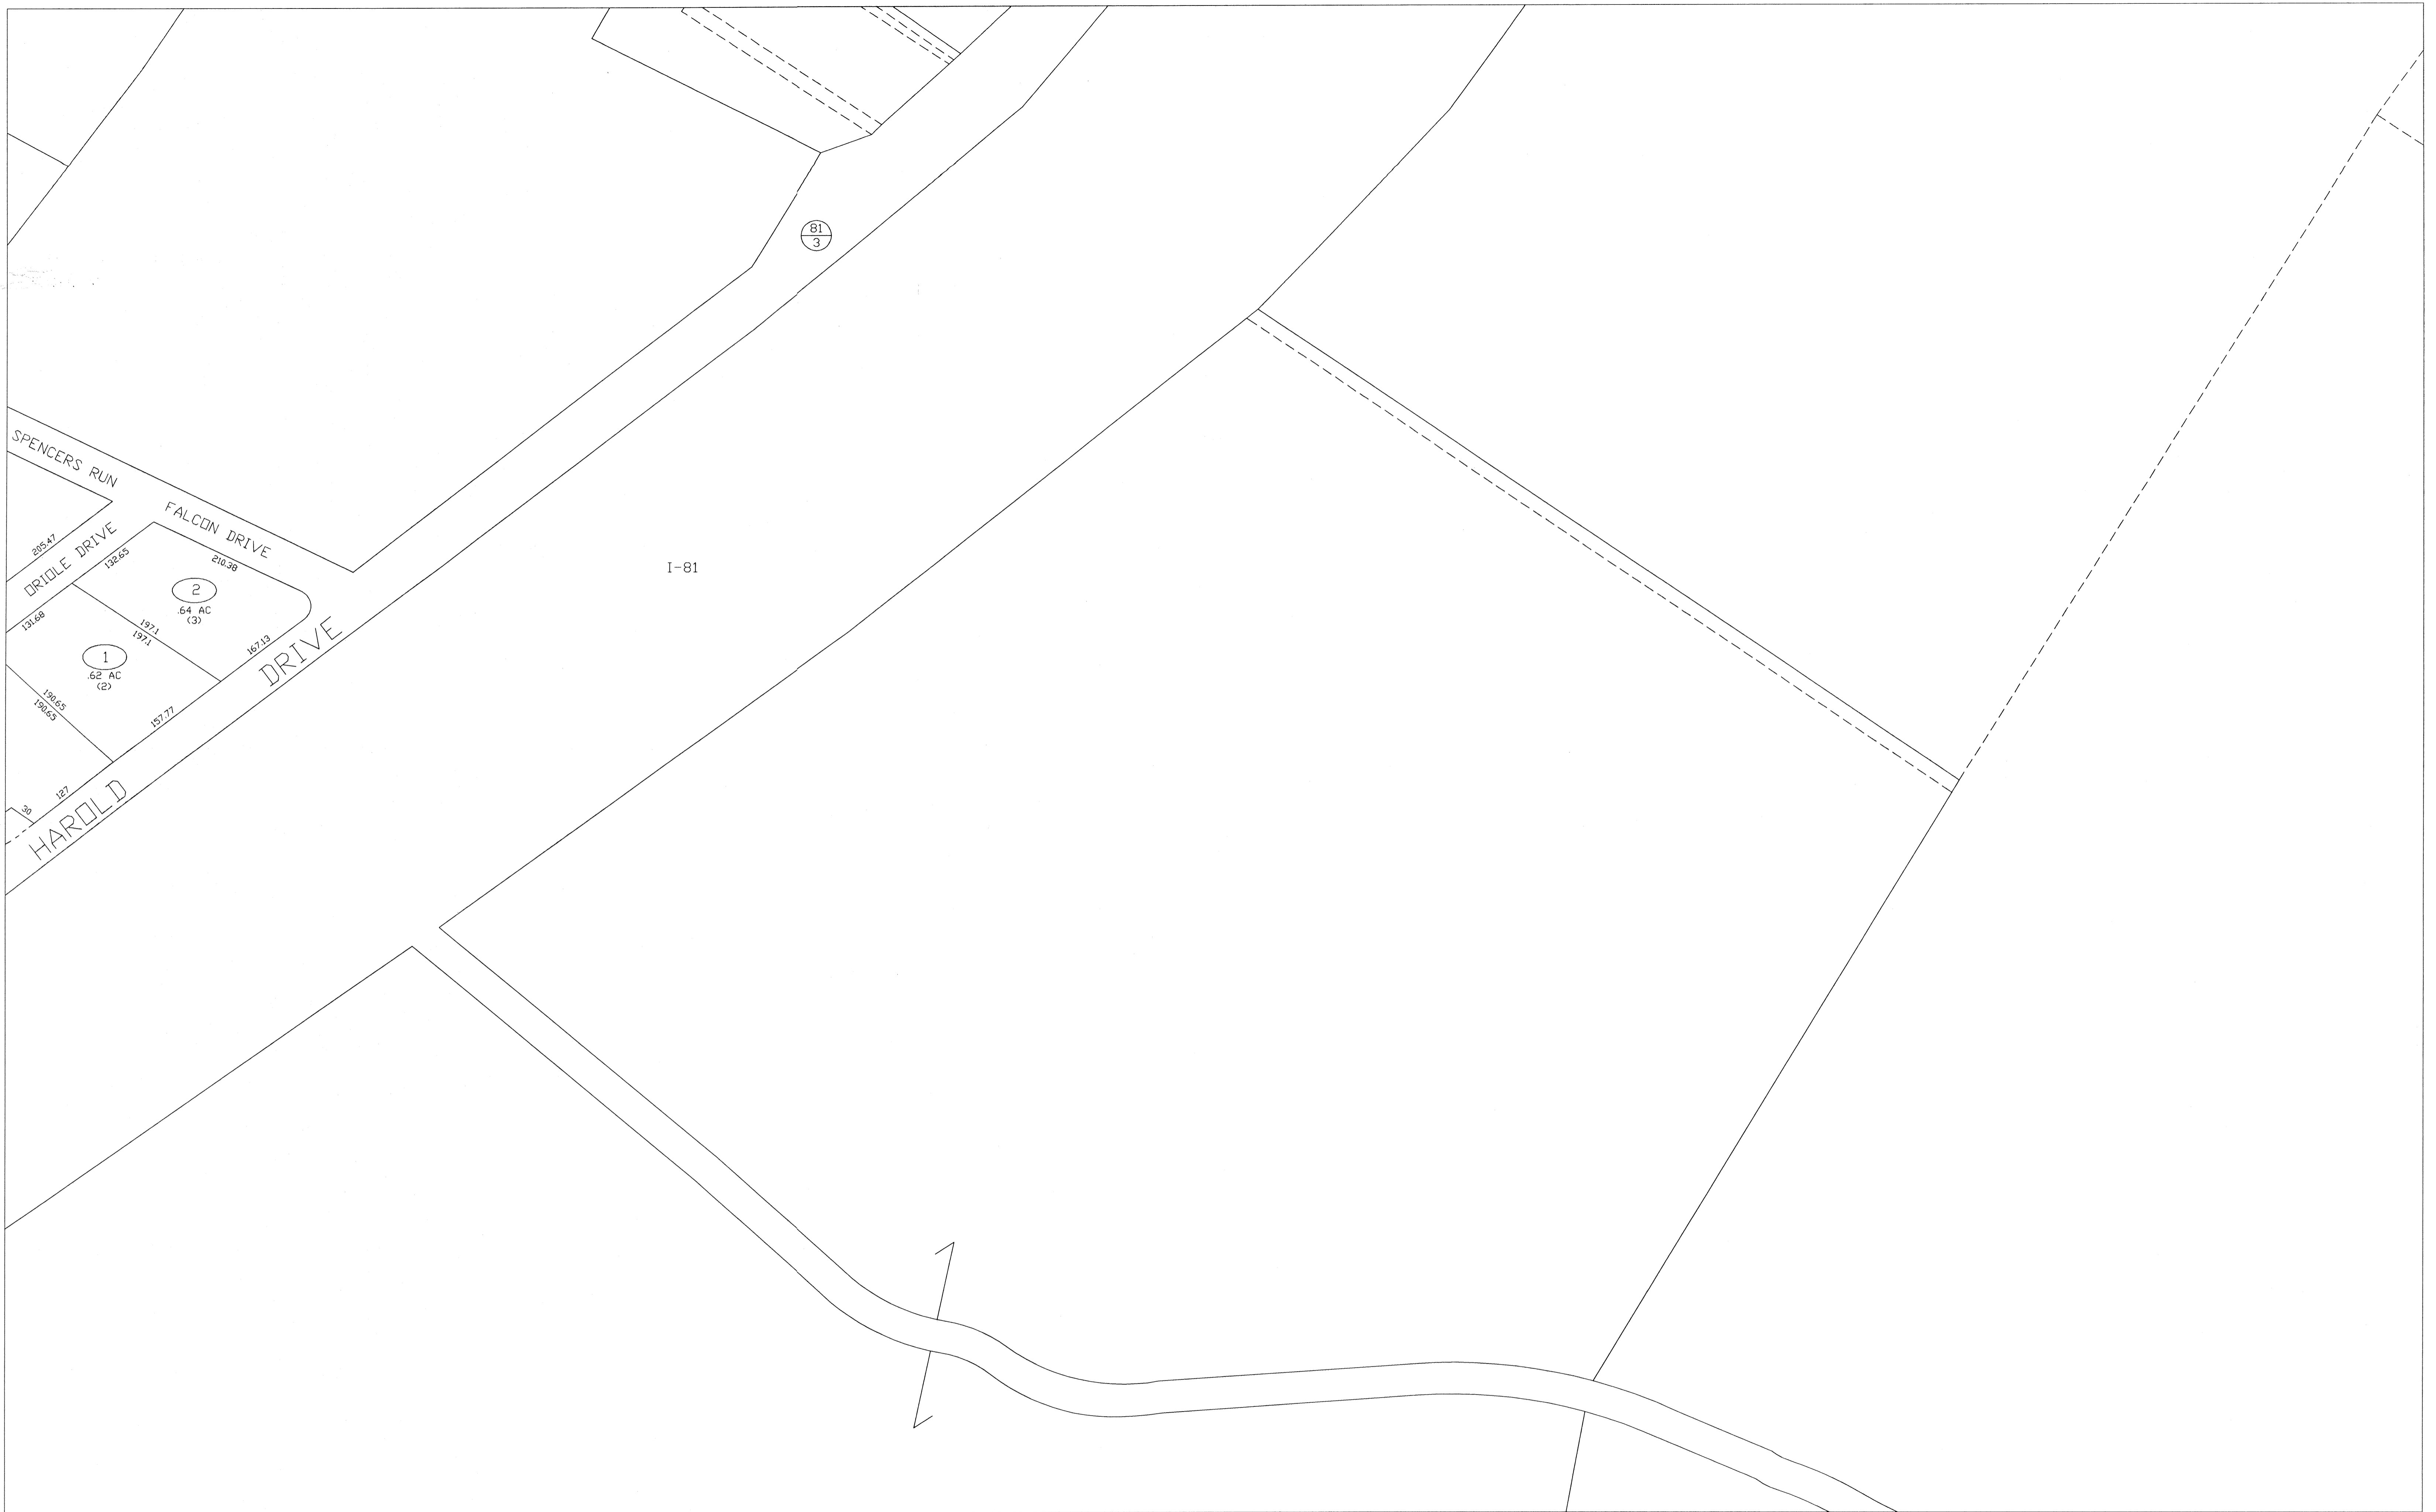 81
3
SPENCERS RUN
FALCON DRIVE
205.47
ORIOLE DRIVE
132.65
210.38
2
.64 AC
(3)
131.68
197.1
197.1
167.13
1
.62 AC
(2)
190.65
190.65
157.77
127
30
HAROLD DRIVE
I-81